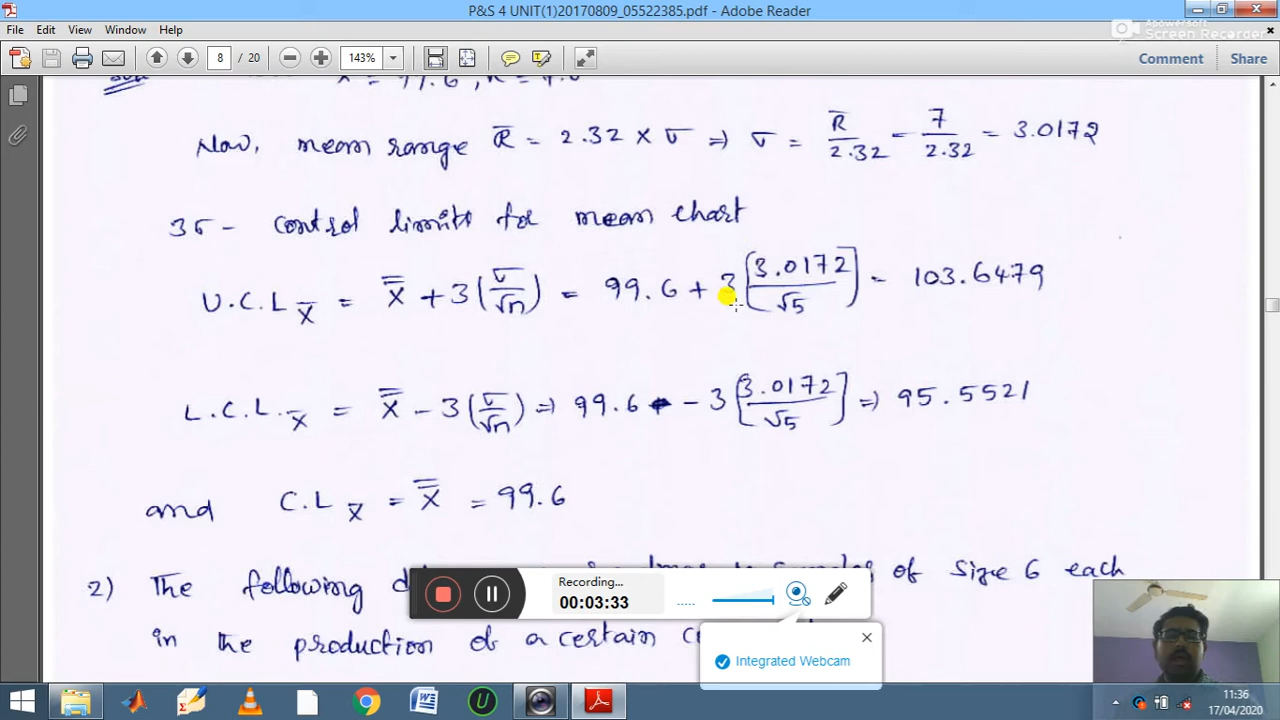 P&S 4 UNIT(1)20170809_05522385.pdf - Adobe Reader
File Edit View Window Help
Apowersoft
Screen Recorder
8 / 20 143% Comment Share
Now, mean range R̄ = 2.32 × σ ⇒ σ = R̄/2.32 = 7/2.32 = 3.0172
3σ - control limits for mean chart
U.C.L X̄ = X̿ + 3(σ/√n) = 99.6 + 3[3.0172/√5] = 103.6479
L.C.L. X̄ = X̿ - 3(σ/√n) ⇒ 99.6 - 3[3.0172/√5] ⇒ 95.5521
and C.L X̄ = X̿ = 99.6
2) The following of size 6 each
in the production of a certain
Recording...
00:03:33
Integrated Webcam
11:36
17/04/2020